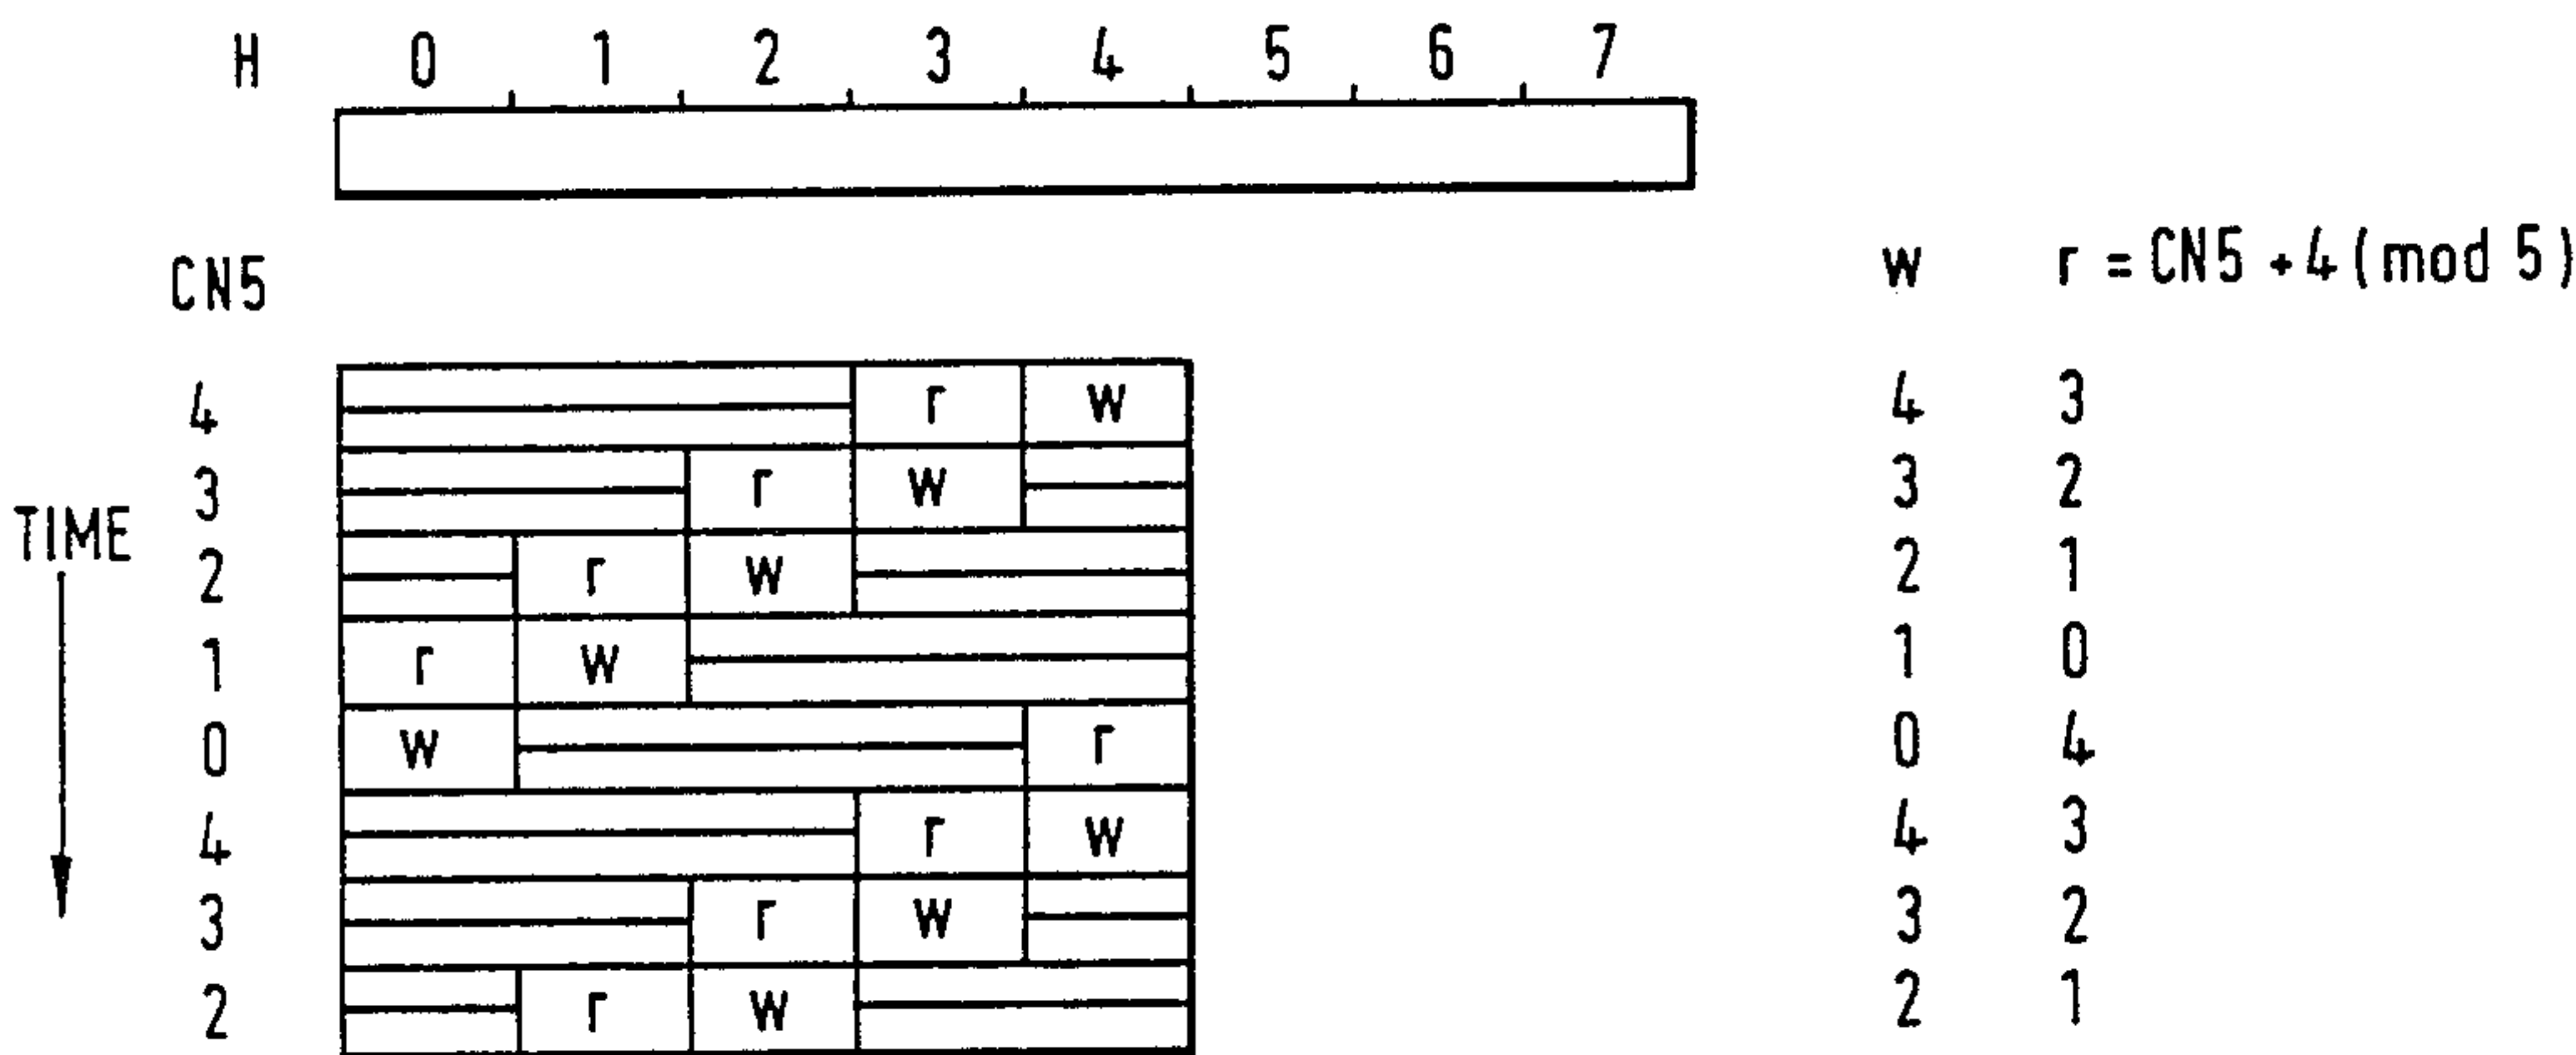 H 0 1 2 3 4 5 6 7
CN5 w r = CN5 + 4 (mod 5)
4 r w 4 3
3 r w 3 2
TIME
2 r w 2 1
1 r w 1 0
0 w r 0 4
4 r w 4 3
3 r w 3 2
2 r w 2 1